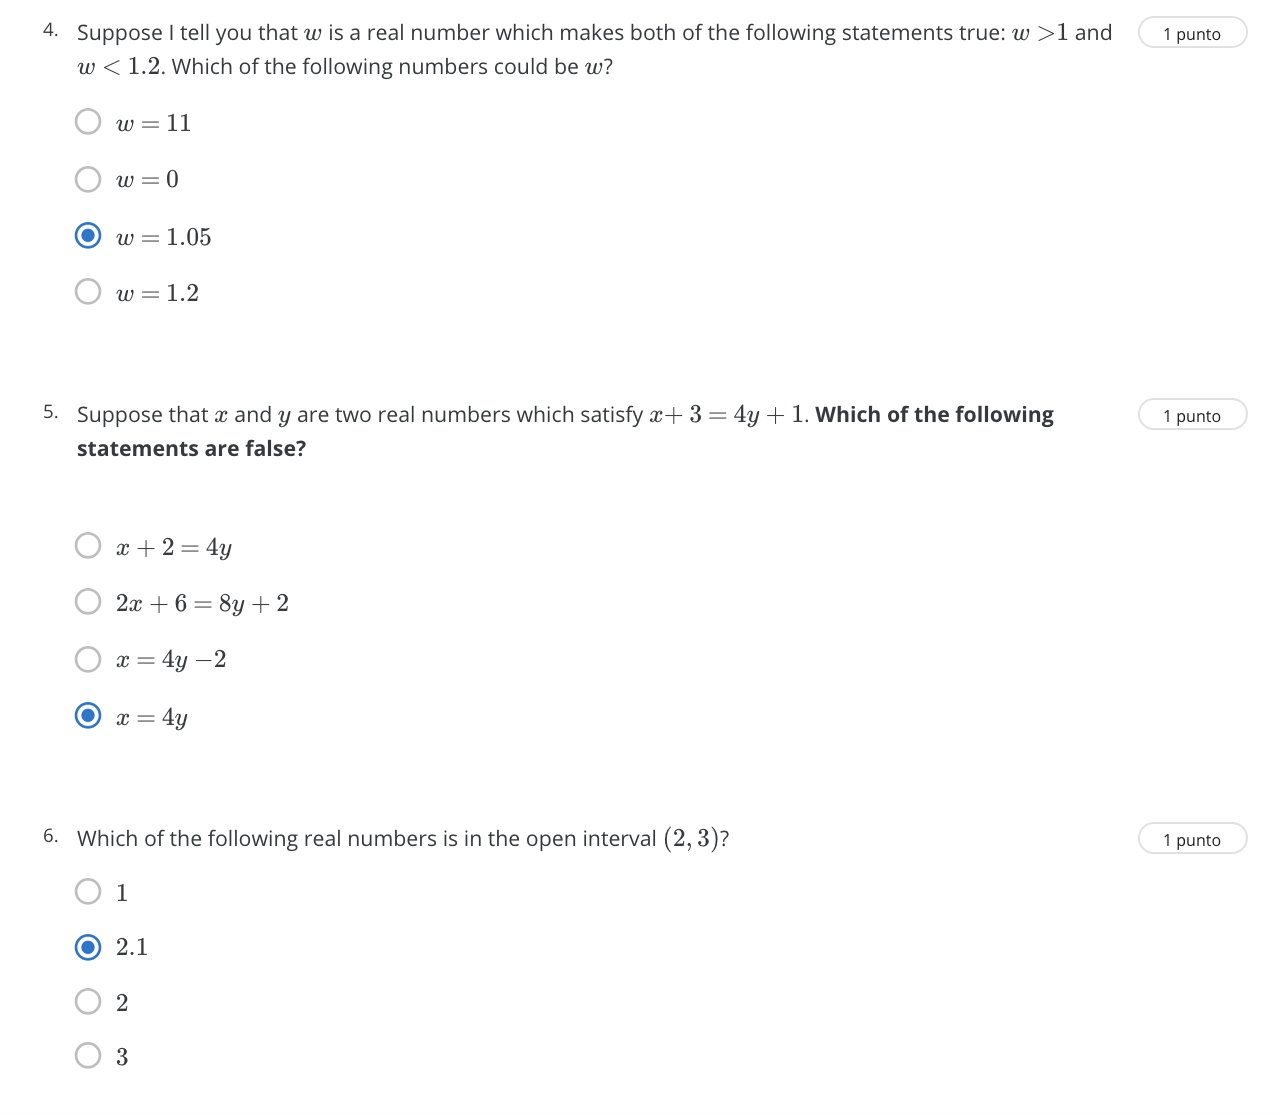 4. Suppose I tell you that w is a real number which makes both of the following statements true: w >1 and 1 punto
w < 1.2. Which of the following numbers could be w?
w = 11
w = 0
w = 1.05
w = 1.2
5. Suppose that x and y are two real numbers which satisfy x+ 3 = 4y + 1. Which of the following 1 punto
statements are false?
x + 2 = 4y
2x + 6 = 8y + 2
x = 4y −2
x = 4y
6. Which of the following real numbers is in the open interval (2, 3)? 1 punto
1
2.1
2
3